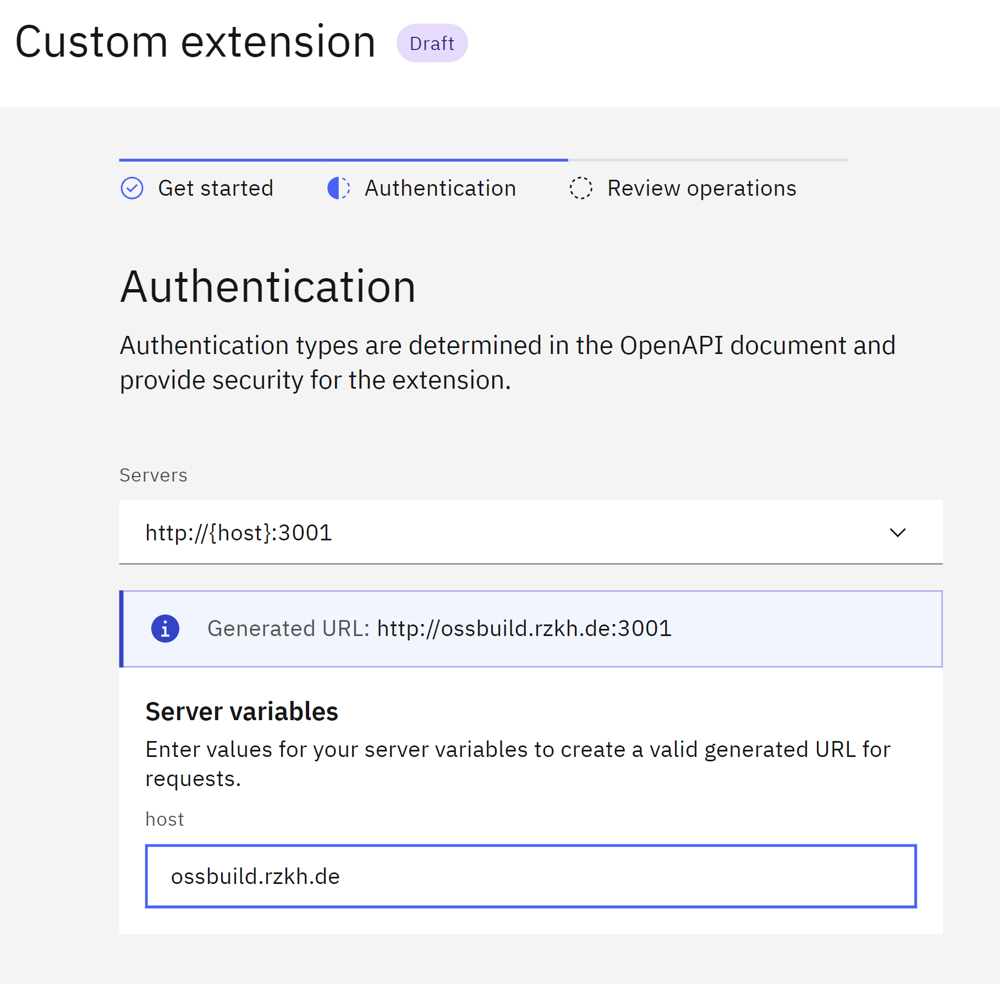 Custom extension Draft
Get started Authentication Review operations
Authentication
Authentication types are determined in the OpenAPI document and
provide security for the extension.
Servers
http://{host}:3001
Generated URL: http://ossbuild.rzkh.de:3001
Server variables
Enter values for your server variables to create a valid generated URL for
requests.
host
ossbuild.rzkh.de